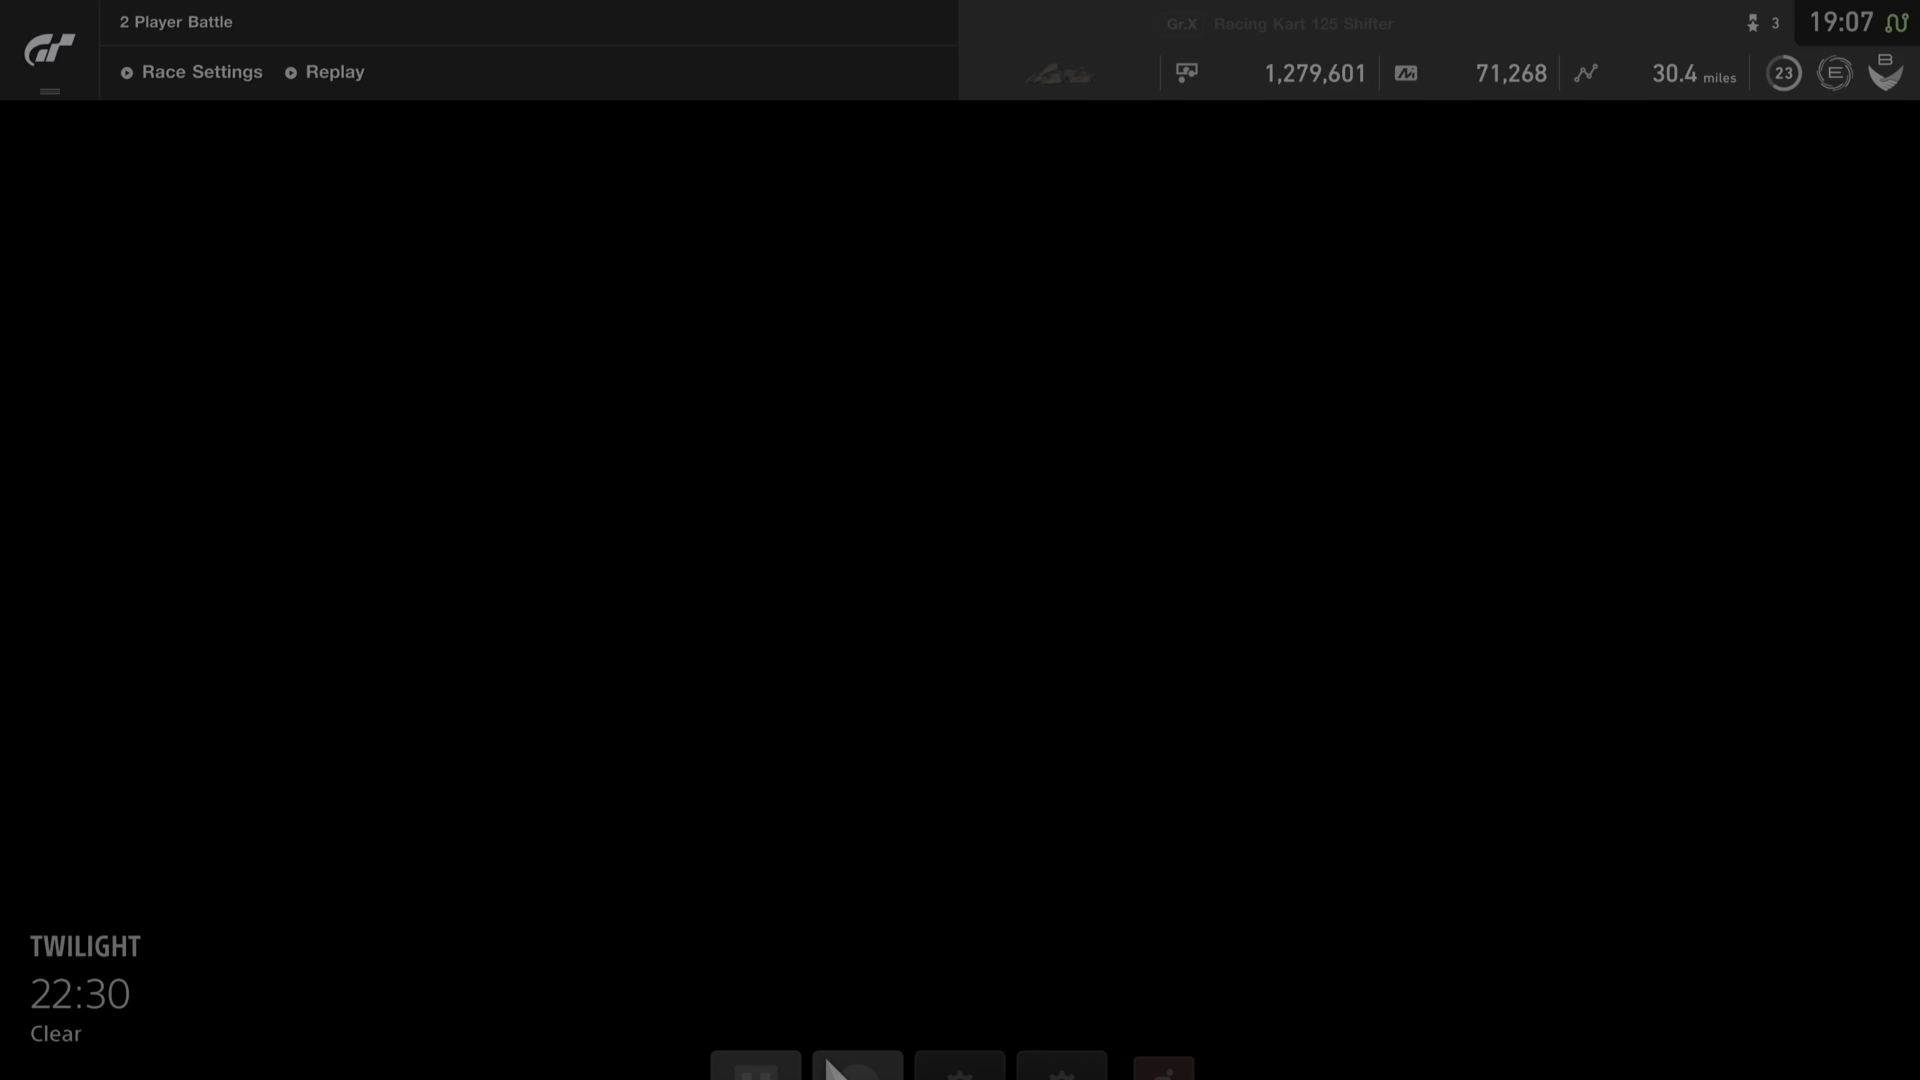 2 Player Battle
Race Settings Replay
Gr.X Racing Kart 125 Shifter
3 19:07
1,279,601 71,268 30.4 miles 23 E B
TWILIGHT
22:30
Clear